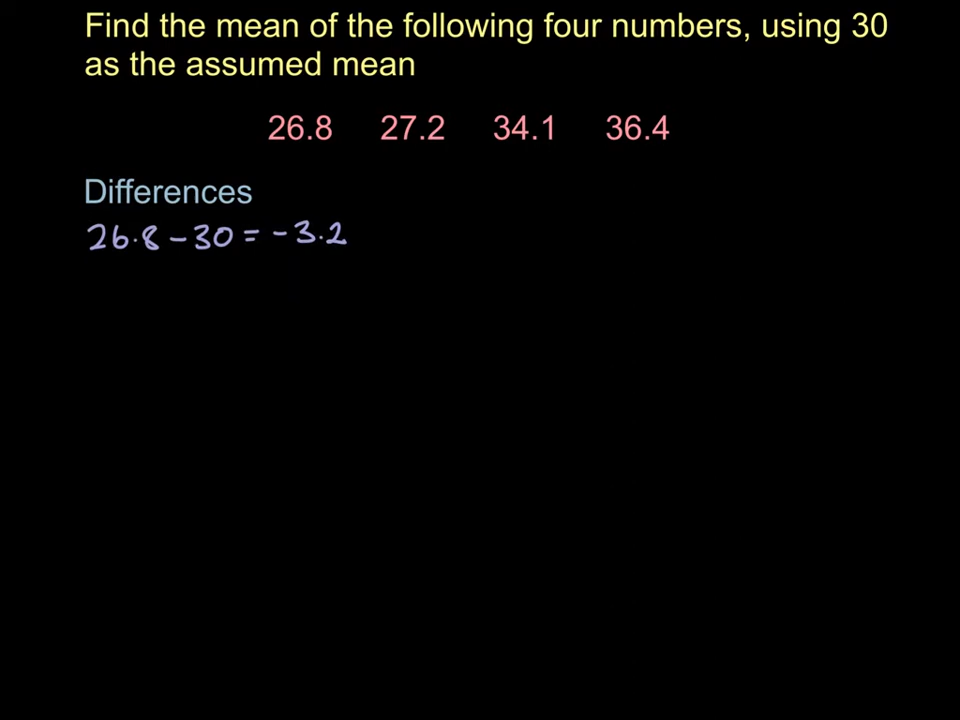 Find the mean of the following four numbers, using 30
as the assumed mean
26.8 27.2 34.1 36.4
Differences
26·8 - 30 = -3·2